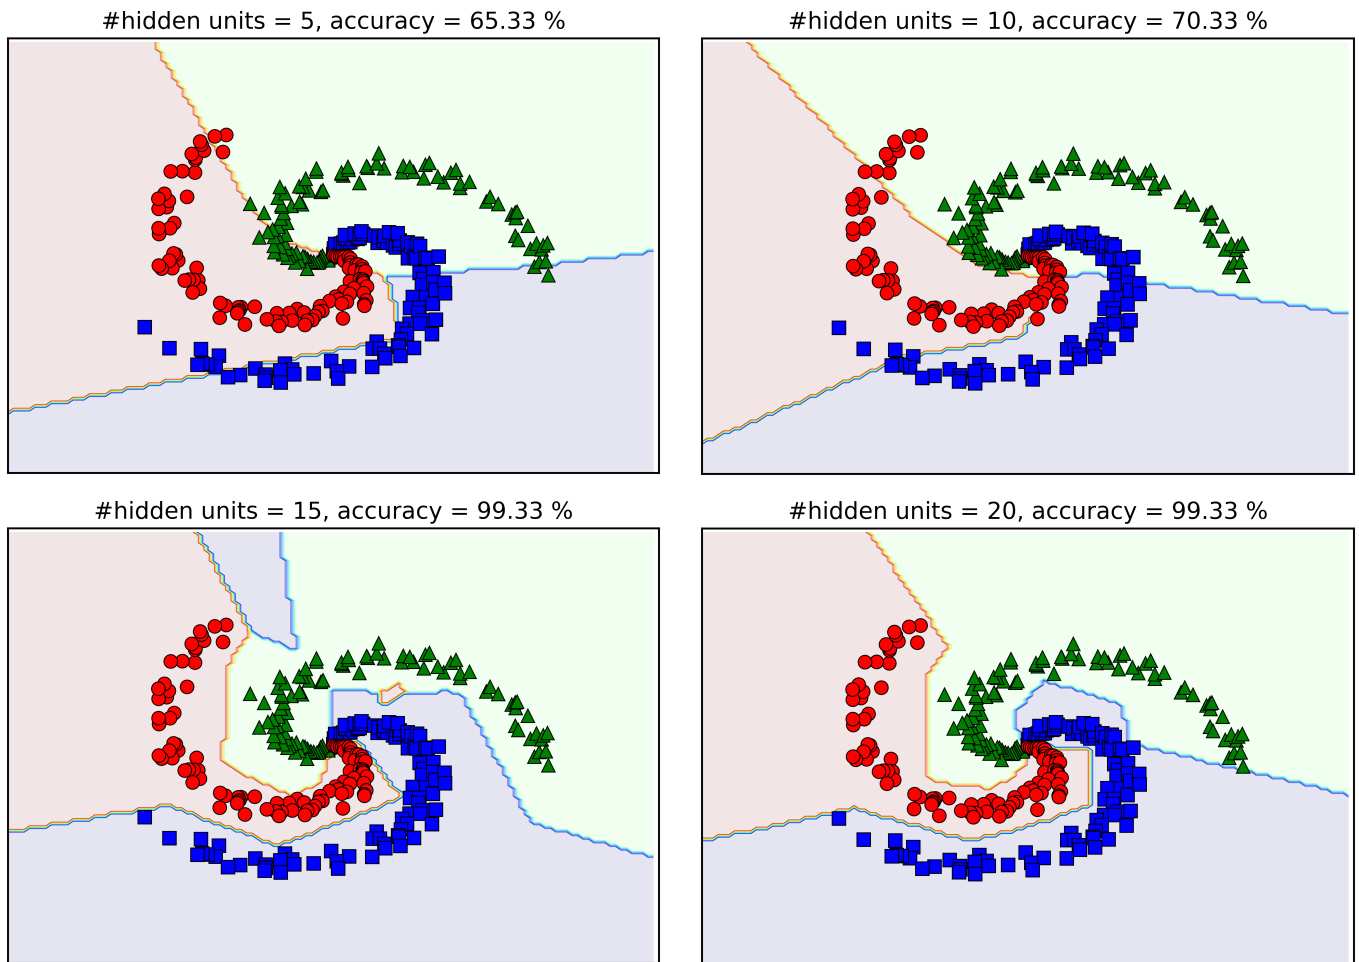 #hidden units = 5, accuracy = 65.33 %
#hidden units = 10, accuracy = 70.33 %
#hidden units = 15, accuracy = 99.33 %
#hidden units = 20, accuracy = 99.33 %